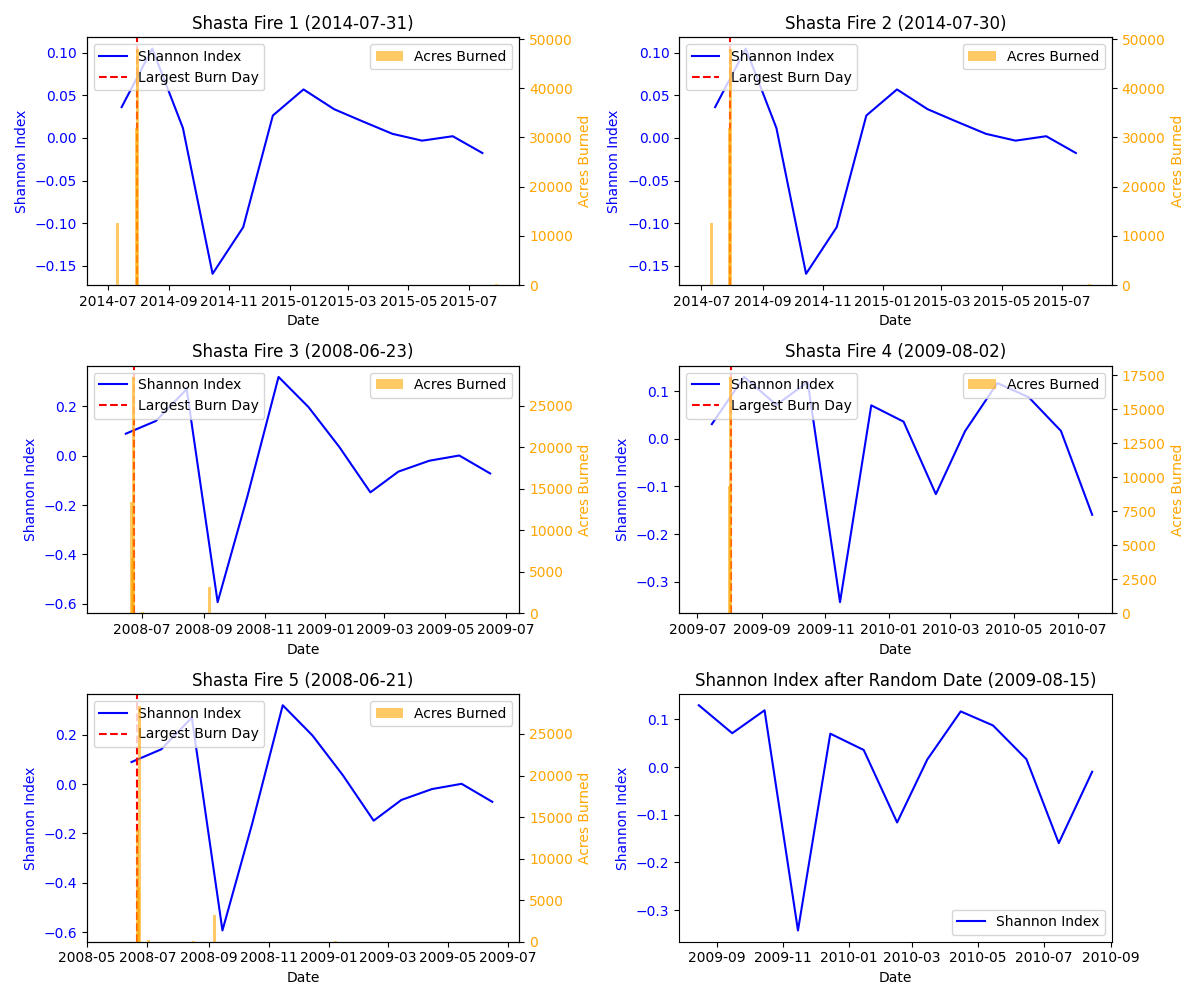 Shasta Fire 1 (2014-07-31)
Shannon Index
Largest Burn Day
Acres Burned
0.10
0.05
0.00
−0.05
−0.10
−0.15
Shannon Index
50000
40000
30000
20000
10000
0
Acres Burned
2014-07 2014-09 2014-11 2015-01 2015-03 2015-05 2015-07
Date
Shasta Fire 2 (2014-07-30)
Shannon Index
Largest Burn Day
Acres Burned
0.10
0.05
0.00
−0.05
−0.10
−0.15
Shannon Index
50000
40000
30000
20000
10000
0
Acres Burned
2014-07 2014-09 2014-11 2015-01 2015-03 2015-05 2015-07
Date
Shasta Fire 3 (2008-06-23)
Shannon Index
Largest Burn Day
Acres Burned
0.2
0.0
−0.2
−0.4
−0.6
Shannon Index
25000
20000
15000
10000
5000
0
Acres Burned
2008-07 2008-09 2008-11 2009-01 2009-03 2009-05 2009-07
Date
Shasta Fire 4 (2009-08-02)
Shannon Index
Largest Burn Day
Acres Burned
0.1
0.0
−0.1
−0.2
−0.3
Shannon Index
17500
15000
12500
10000
7500
5000
2500
0
Acres Burned
2009-07 2009-09 2009-11 2010-01 2010-03 2010-05 2010-07
Date
Shasta Fire 5 (2008-06-21)
Shannon Index
Largest Burn Day
Acres Burned
0.2
0.0
−0.2
−0.4
−0.6
Shannon Index
25000
20000
15000
10000
5000
0
Acres Burned
2008-05 2008-07 2008-09 2008-11 2009-01 2009-03 2009-05 2009-07
Date
Shannon Index after Random Date (2009-08-15)
0.1
0.0
−0.1
−0.2
−0.3
Shannon Index
Shannon Index
2009-09 2009-11 2010-01 2010-03 2010-05 2010-07 2010-09
Date